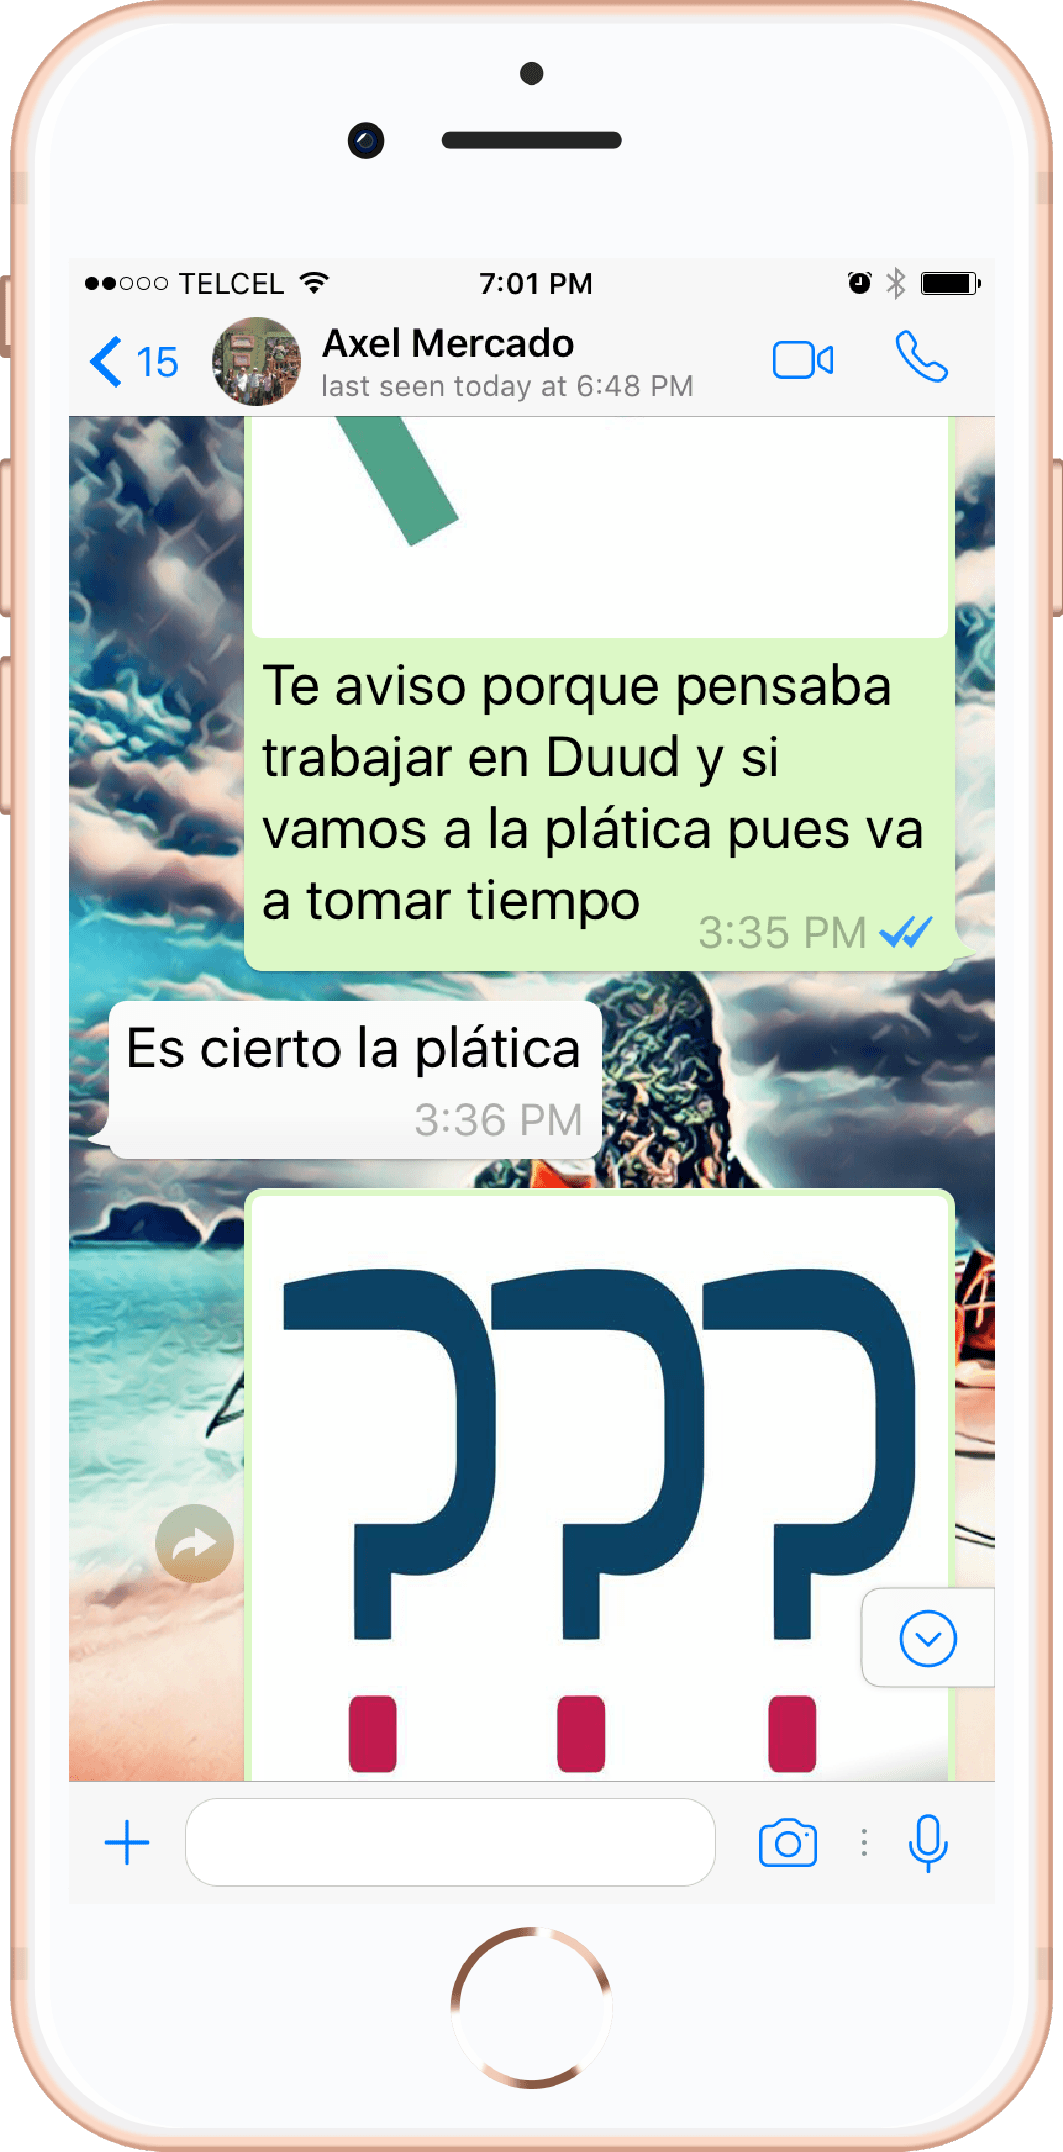 TELCEL 7:01 PM
15 Axel Mercado
last seen today at 6:48 PM
Te aviso porque pensaba
trabajar en Duud y si
vamos a la plática pues va
a tomar tiempo
3:35 PM
Es cierto la plática
3:36 PM
???